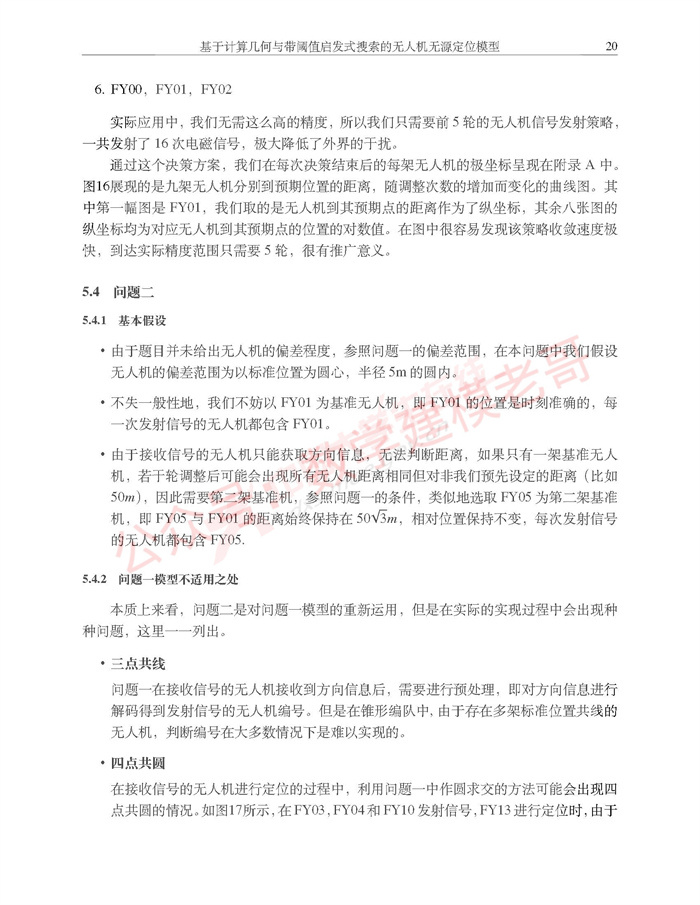 基于计算几何与带阈值启发式搜索的无人机无源定位模型 20
6. FY00，FY01，FY02
实际应用中，我们无需这么高的精度，所以我们只需要前 5 轮的无人机信号发射策略，
一共发射了 16 次电磁信号，极大降低了外界的干扰。
通过这个决策方案，我们在每次决策结束后的每架无人机的极坐标呈现在附录 A 中。
图16展现的是九架无人机分别到预期位置的距离，随调整次数的增加而变化的曲线图。其
中第一幅图是 FY01，我们取的是无人机到其预期点的距离作为了纵坐标，其余八张图的
纵坐标均为对应无人机到其预期点的位置的对数值。在图中很容易发现该策略收敛速度极
快，到达实际精度范围只需要 5 轮，很有推广意义。
5.4 问题二
5.4.1 基本假设
• 由于题目并未给出无人机的偏差程度，参照问题一的偏差范围，在本问题中我们假设
无人机的偏差范围为以标准位置为圆心，半径 5m 的圆内。
• 不失一般性地，我们不妨以 FY01 为基准无人机，即 FY01 的位置是时刻准确的，每
一次发射信号的无人机都包含 FY01。
• 由于接收信号的无人机只能获取方向信息，无法判断距离，如果只有一架基准无人
机，若干轮调整后可能会出现所有无人机距离相同但对非我们预先设定的距离（比如
50m），因此需要第二架基准机，参照问题一的条件，类似地选取 FY05 为第二架基准
机，即 FY05 与 FY01 的距离始终保持在 50√3m，相对位置保持不变，每次发射信号
的无人机都包含 FY05.
5.4.2 问题一模型不适用之处
本质上来看，问题二是对问题一模型的重新运用，但是在实际的实现过程中会出现种
种问题，这里一一列出。
• 三点共线
问题一在接收信号的无人机接收到方向信息后，需要进行预处理，即对方向信息进行
解码得到发射信号的无人机编号。但是在锥形编队中，由于存在多架标准位置共线的
无人机，判断编号在大多数情况下是难以实现的。
• 四点共圆
在接收信号的无人机进行定位的过程中，利用问题一中作圆求交的方法可能会出现四
点共圆的情况。如图17所示，在 FY03，FY04 和 FY10 发射信号，FY13 进行定位时，由于
公众号：数学建模老哥